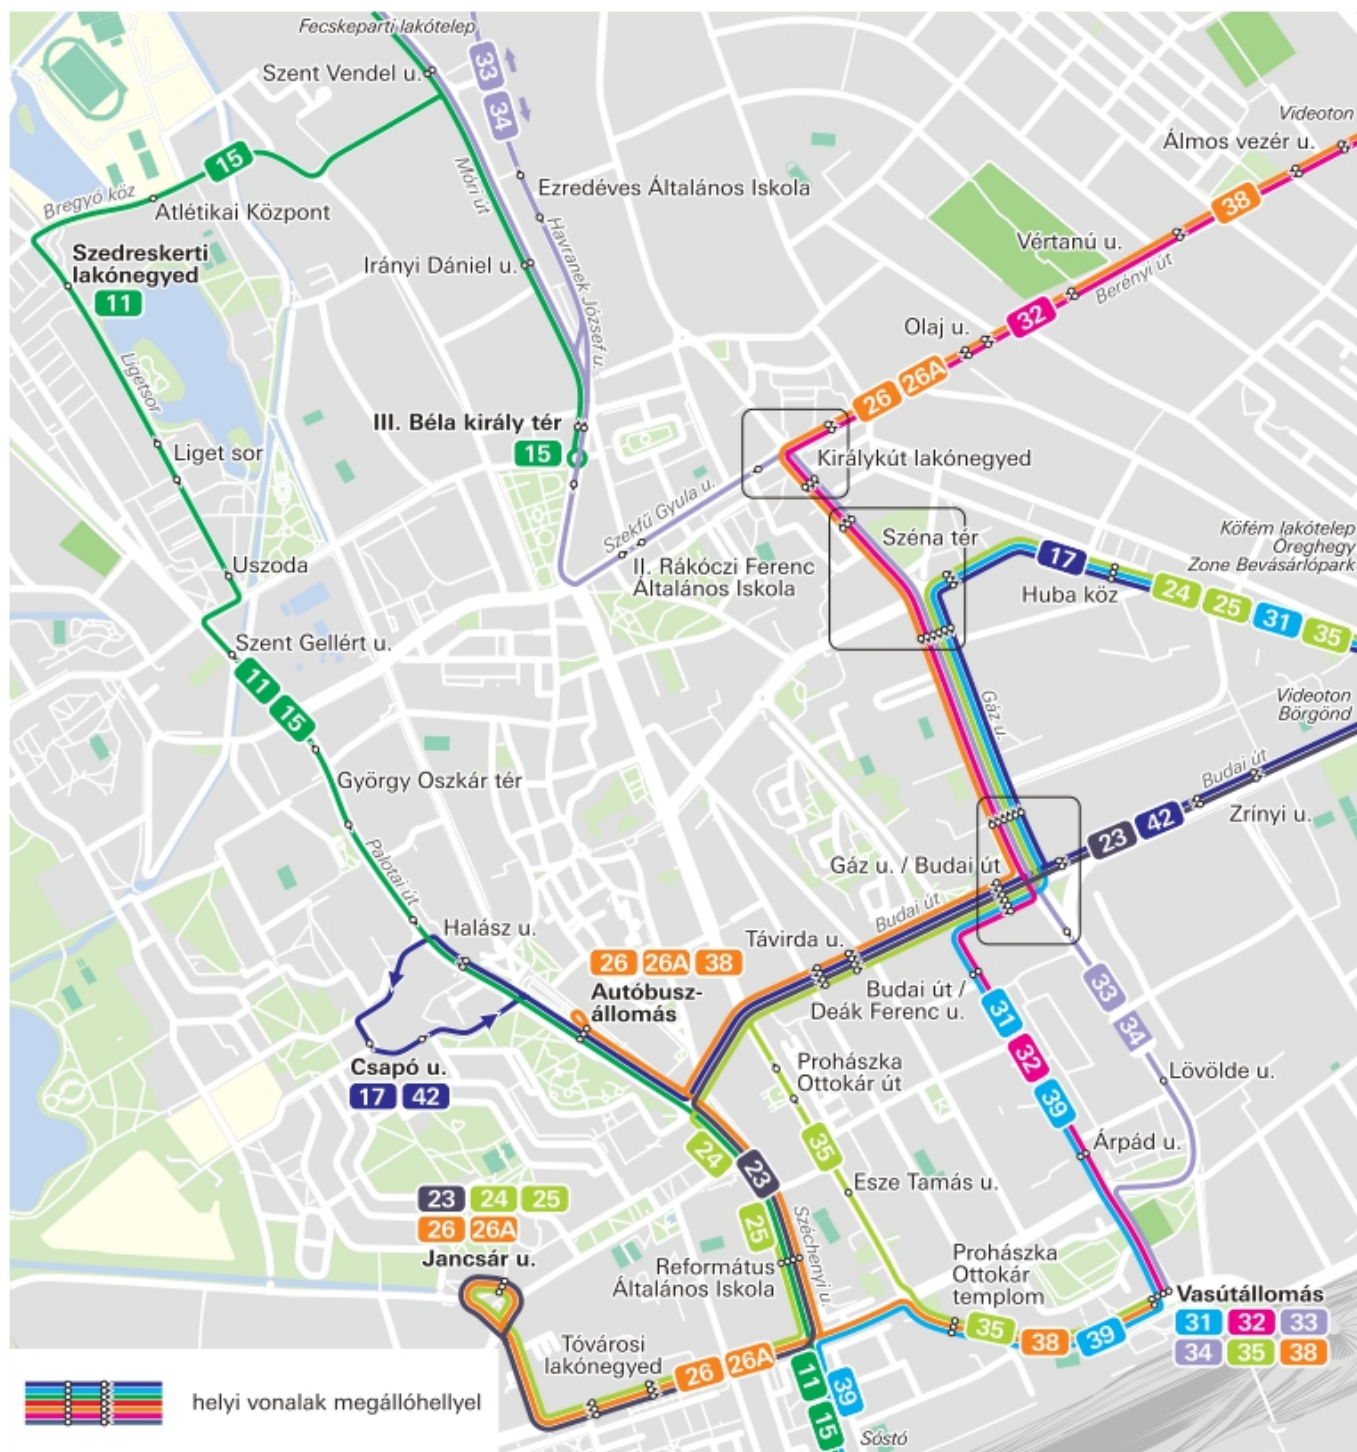 Fecskeparti lakótelep
Szent Vendel u.
33
34
Videoton
Álmos vezér u.
15
Móri út
Ezredéves Általános Iskola
38
Bregyó köz
Atlétikai Központ
Havranek József u.
Vértanú u.
Berényi út
Szedreskerti
lakónegyed
11
Irányi Dániel u.
Olaj u.
32
Ligetsor
26
26A
III. Béla király tér
15
Liget sor
Királykút lakónegyed
Szekfű Gyula u.
Széna tér
Köfém lakótelep
Öreghegy
Zone Bevásárlópark
17
Uszoda
II. Rákóczi Ferenc
Általános Iskola
Huba köz
24
25
31
35
Szent Gellért u.
11
15
Gáz u.
Videoton
Börgönd
György Oszkár tér
Budai út
Zrínyi u.
23
42
Palotai út
Gáz u. / Budai út
Budai út
Halász u.
Távirda u.
26
26A
38
Autóbusz-
állomás
Budai út /
Deák Ferenc u.
33
34
31
32
39
Csapó u.
17
42
Prohászka
Ottokár út
Lövölde u.
35
24
23
Árpád u.
Esze Tamás u.
23
24
25
26
26A
Jancsár u.
25
Széchenyi u.
Református
Általános Iskola
Prohászka
Ottokár
templom
Vasútállomás
31
32
33
34
35
38
35
38
39
Tóvárosi
lakónegyed
26
26A
11
15
39
Sóstó
helyi vonalak megállóhellyel